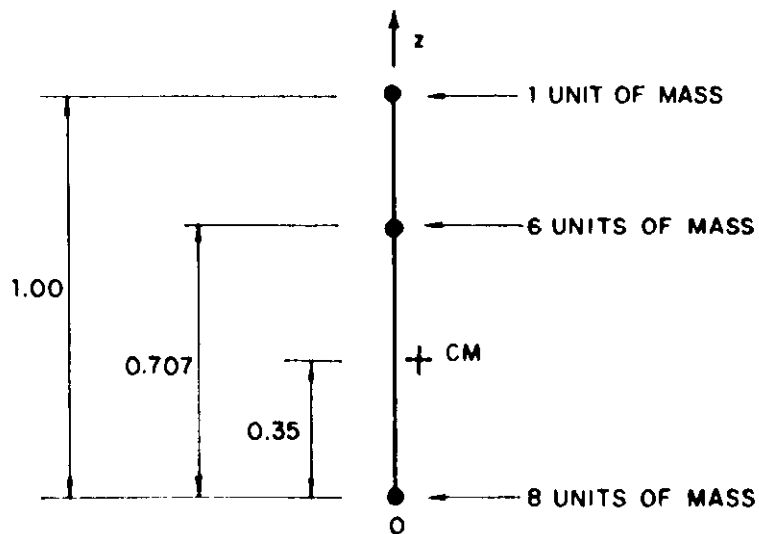 z
1 UNIT OF MASS
6 UNITS OF MASS
1.00
0.707
CM
0.35
8 UNITS OF MASS
O